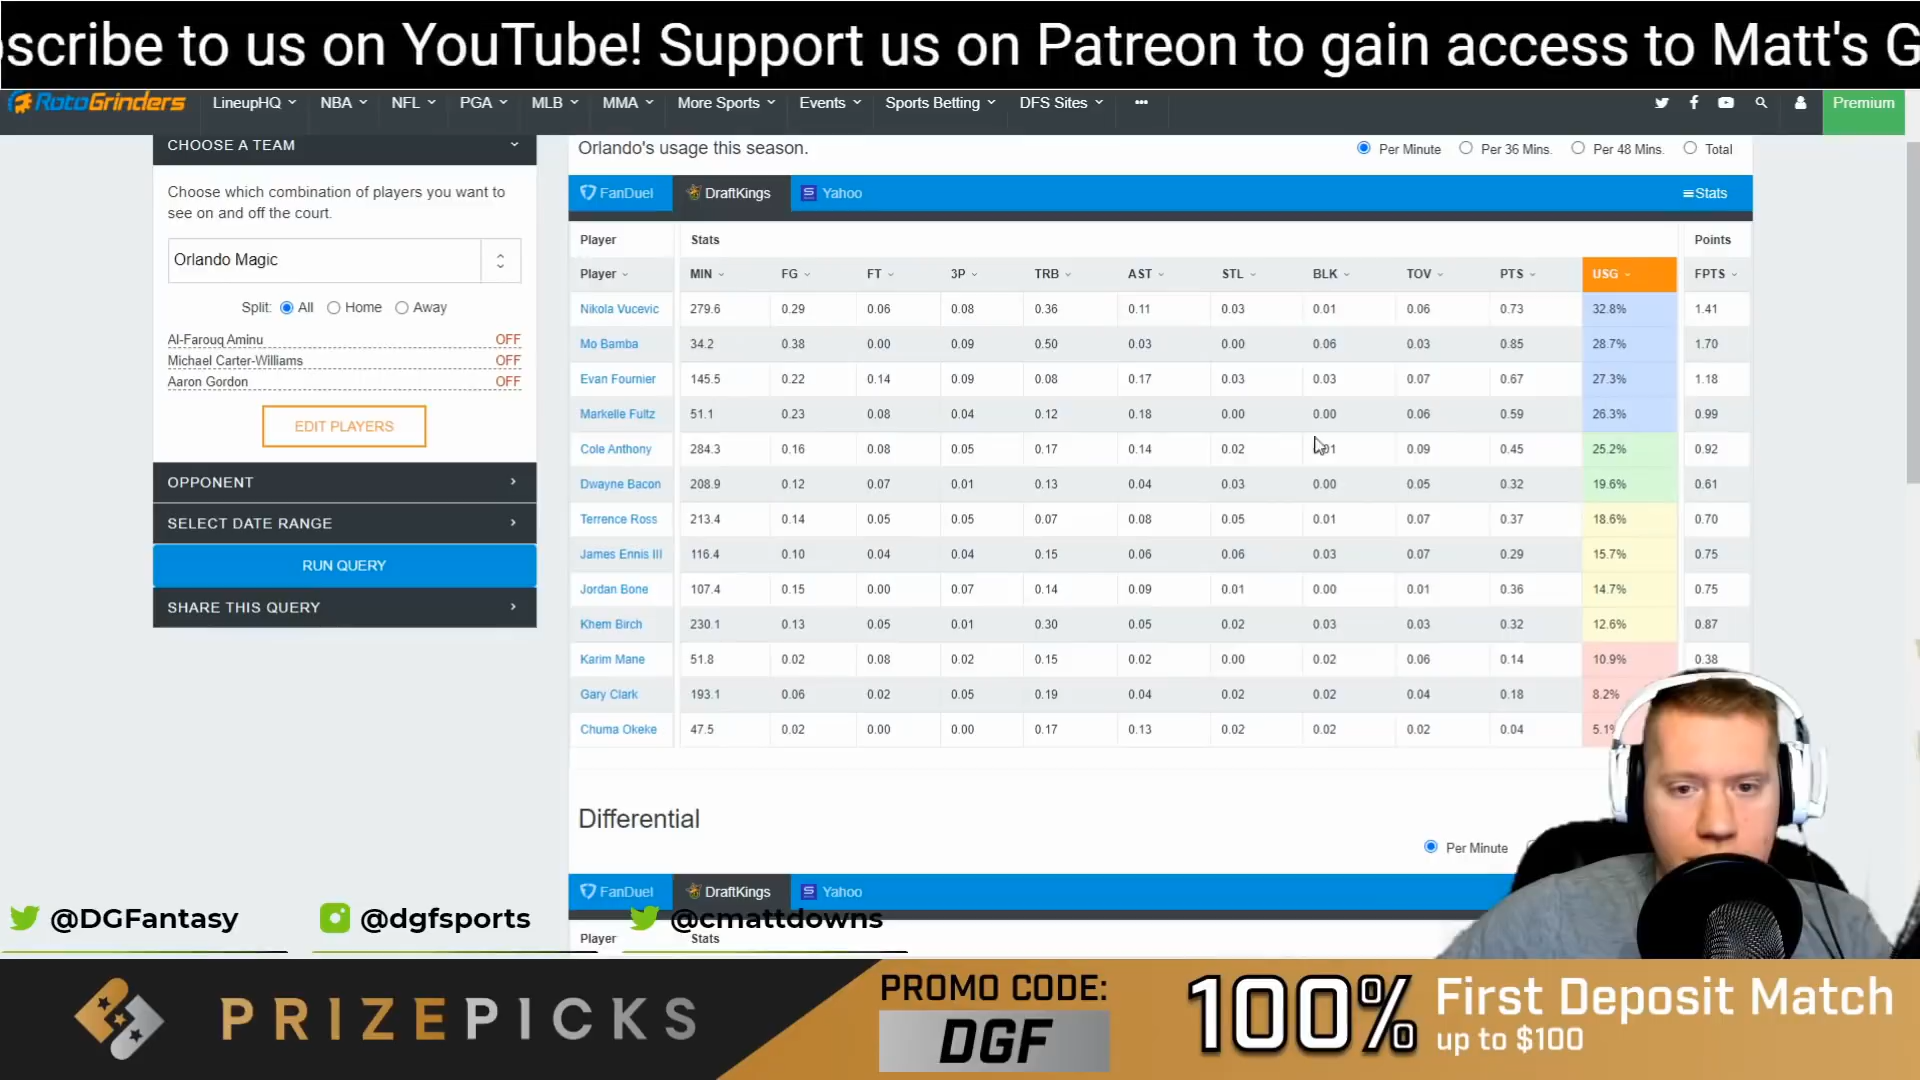 scribe to us on YouTube! Support us on Patreon to gain access to Matt's G
RotoGrinders LineupHQ NBA NFL PGA MLB MMA More Sports Events Sports Betting DFS Sites ••• Premium
CHOOSE A TEAM
Choose which combination of players you want to
see on and off the court.
Orlando Magic
Split: All Home Away
Al-Farouq Aminu OFF
Michael Carter-Williams OFF
Aaron Gordon OFF
EDIT PLAYERS
OPPONENT
SELECT DATE RANGE
RUN QUERY
SHARE THIS QUERY
Orlando's usage this season. Per Minute Per 36 Mins. Per 48 Mins. Total
FanDuel DraftKings Yahoo Stats
Player Stats Points
Player MIN FG FT 3P TRB AST STL BLK TOV PTS USG FPTS
Nikola Vucevic 279.6 0.29 0.06 0.08 0.36 0.11 0.03 0.01 0.06 0.73 32.8% 1.41
Mo Bamba 34.2 0.38 0.00 0.09 0.50 0.03 0.00 0.06 0.03 0.85 28.7% 1.70
Evan Fournier 145.5 0.22 0.14 0.09 0.08 0.17 0.03 0.03 0.07 0.67 27.3% 1.18
Markelle Fultz 51.1 0.23 0.08 0.04 0.12 0.18 0.00 0.00 0.06 0.59 26.3% 0.99
Cole Anthony 284.3 0.16 0.08 0.05 0.17 0.14 0.02 0.01 0.09 0.45 25.2% 0.92
Dwayne Bacon 208.9 0.12 0.07 0.01 0.13 0.04 0.03 0.00 0.05 0.32 19.6% 0.61
Terrence Ross 213.4 0.14 0.05 0.05 0.07 0.08 0.05 0.01 0.07 0.37 18.6% 0.70
James Ennis III 116.4 0.10 0.04 0.04 0.15 0.06 0.06 0.03 0.07 0.29 15.7% 0.75
Jordan Bone 107.4 0.15 0.00 0.07 0.14 0.09 0.01 0.00 0.01 0.36 14.7% 0.75
Khem Birch 230.1 0.13 0.05 0.01 0.30 0.05 0.02 0.03 0.03 0.32 12.6% 0.87
Karim Mane 51.8 0.02 0.08 0.02 0.15 0.02 0.00 0.02 0.06 0.14 10.9% 0.38
Gary Clark 193.1 0.06 0.02 0.05 0.19 0.04 0.02 0.02 0.04 0.18 8.2%
Chuma Okeke 47.5 0.02 0.00 0.00 0.17 0.13 0.02 0.02 0.02 0.04 5.1%
Differential
Per Minute
FanDuel DraftKings Yahoo
@DGFantasy @dgfsports @cmattdowns
Player Stats
PRIZEPICKS
PROMO CODE:
DGF
100% First Deposit Match
up to $100